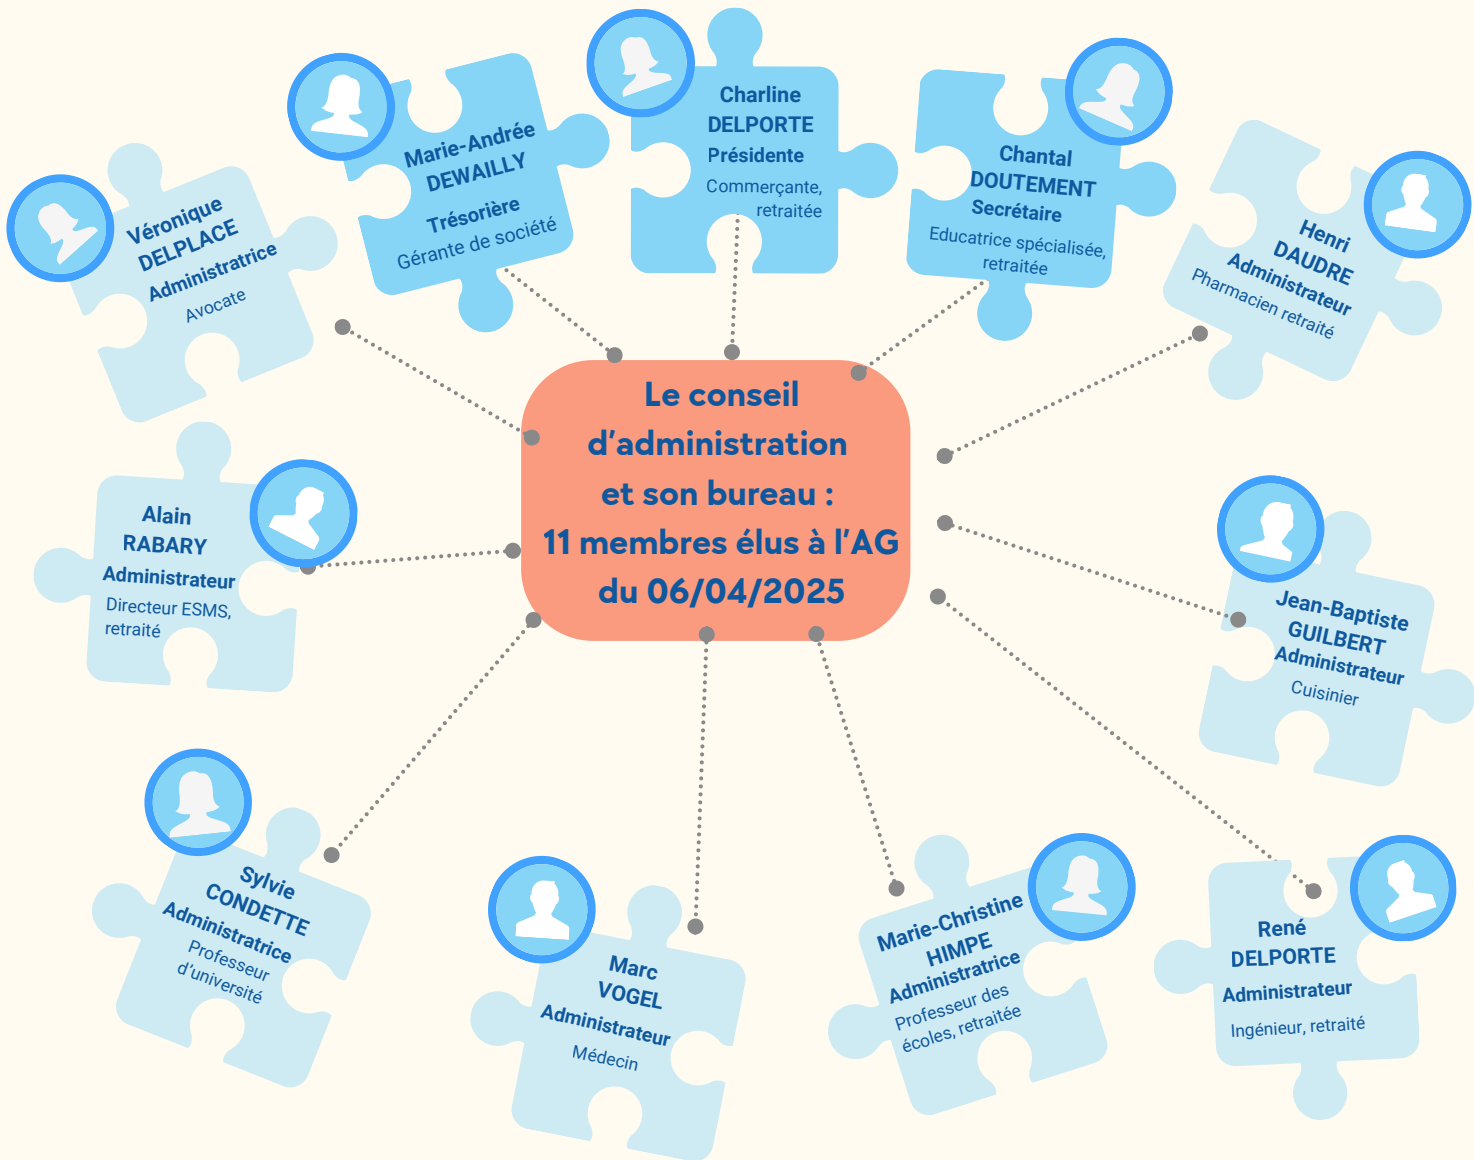 Charline
DELPORTE
Présidente
Commerçante,
retraitée
Marie-Andrée
DEWAILLY
Trésorière
Gérante de société
Chantal
DOUTEMENT
Secrétaire
Educatrice spécialisée,
retraitée
Véronique
DELPLACE
Administratrice
Avocate
Henri
DAUDRE
Administrateur
Pharmacien retraité
Le conseil
d'administration
et son bureau :
11 membres élus à l'AG
du 06/04/2025
Alain
RABARY
Administrateur
Directeur ESMS,
retraité
Jean-Baptiste
GUILBERT
Administrateur
Cuisinier
Sylvie
CONDETTE
Administratrice
Professeur
d'université
Marc
VOGEL
Administrateur
Médecin
Marie-Christine
HIMPE
Administratrice
Professeur des
écoles, retraitée
René
DELPORTE
Administrateur
Ingénieur, retraité